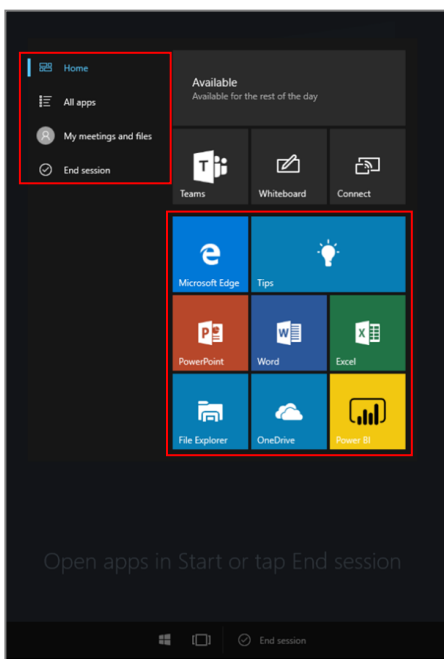 Home
All apps
My meetings and files
End session
Available
Available for the rest of the day
Teams
Whiteboard
Connect
Microsoft Edge
Tips
PowerPoint
Word
Excel
File Explorer
OneDrive
Power BI
Open apps in Start or tap End session
End session